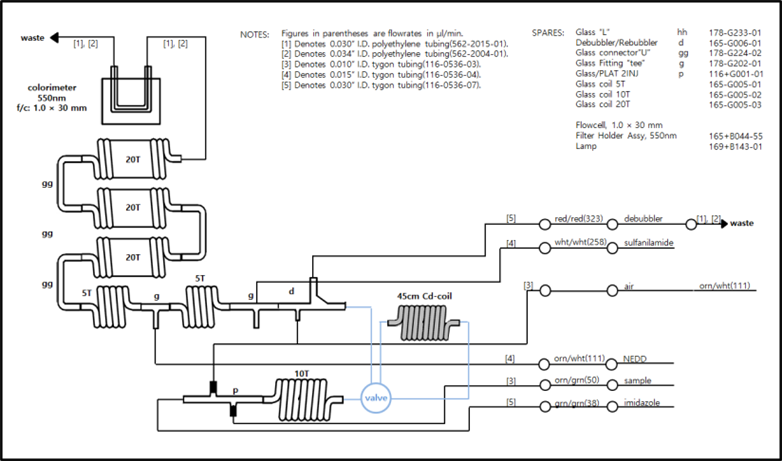 waste
[1], [2]
[1], [2]
NOTES:
Figures in parentheses are flowrates in μl/min.
[1] Denotes 0.030" I.D. polyethylene tubing(562-2015-01).
[2] Denotes 0.034" I.D. polyethylene tubing(562-2004-01).
[3] Denotes 0.010" I.D. tygon tubing(116-0536-03).
[4] Denotes 0.015" I.D. tygon tubing(116-0536-04).
[5] Denotes 0.030" I.D. tygon tubing(116-0536-07).
SPARES:
Glass "L" hh 178-G233-01
Debubbler/Rebubbler d 165-G006-01
Glass connector"U" gg 178-G224-02
Glass Fitting "tee" g 178-G202-01
Glass/PLAT 2INJ p 116+G001-01
Glass coil 5T 165-G005-01
Glass coil 10T 165-G005-02
Glass coil 20T 165-G005-03
Flowcell, 1.0 × 30 mm
Filter Holder Assy, 550nm 165+B044-55
Lamp 169+B143-01
colorimeter
550nm
f/c: 1.0 × 30 mm
20T
gg
20T
gg
20T
gg
5T
g
5T
g
d
45cm Cd-coil
[5] red/red(323) debubbler [1], [2] waste
[4] wht/wht(258) sulfanilamide
[3] air orn/wht(111)
[4] orn/wht(111) NEDD
p
10T
valve
[3] orn/grn(50) sample
[5] grn/grn(38) imidazole